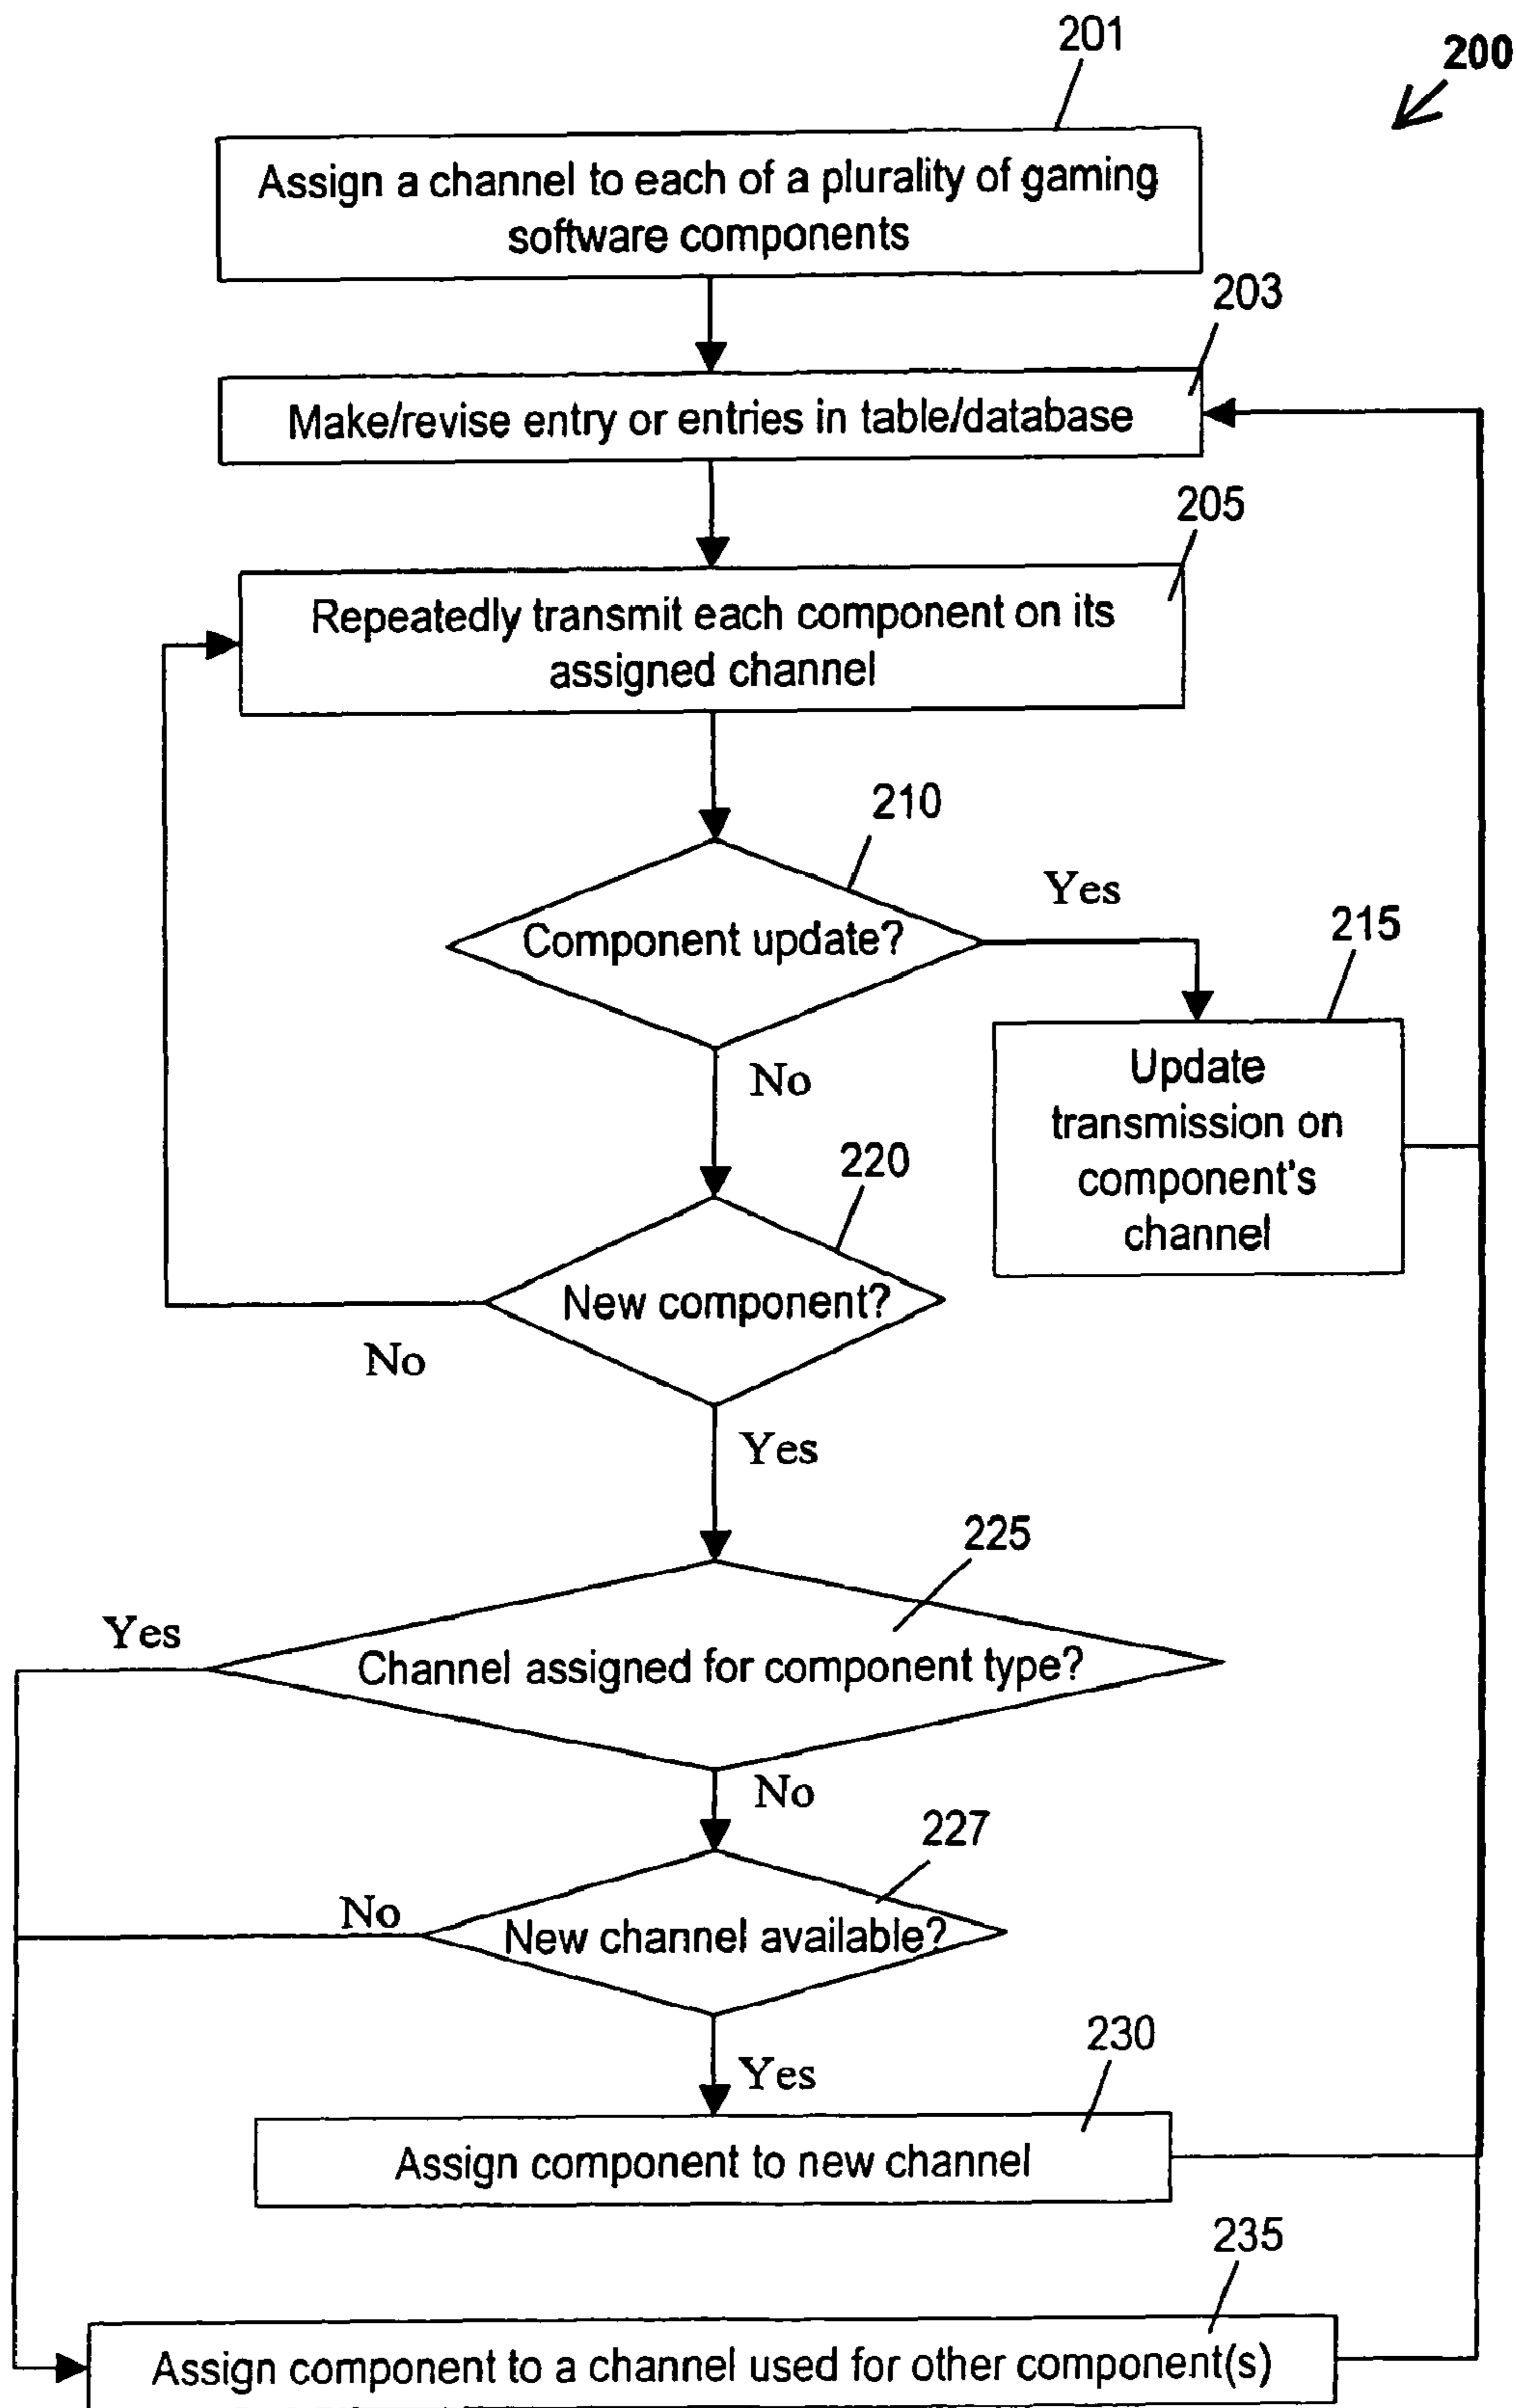 201
200
Assign a channel to each of a plurality of gaming
software components
203
Make/revise entry or entries in table/database
205
Repeatedly transmit each component on its
assigned channel
210
Component update?
Yes
215
Update
transmission on
component's
channel
No
220
New component?
No
Yes
225
Yes
Channel assigned for component type?
No
227
No
New channel available?
230
Yes
Assign component to new channel
235
Assign component to a channel used for other component(s)